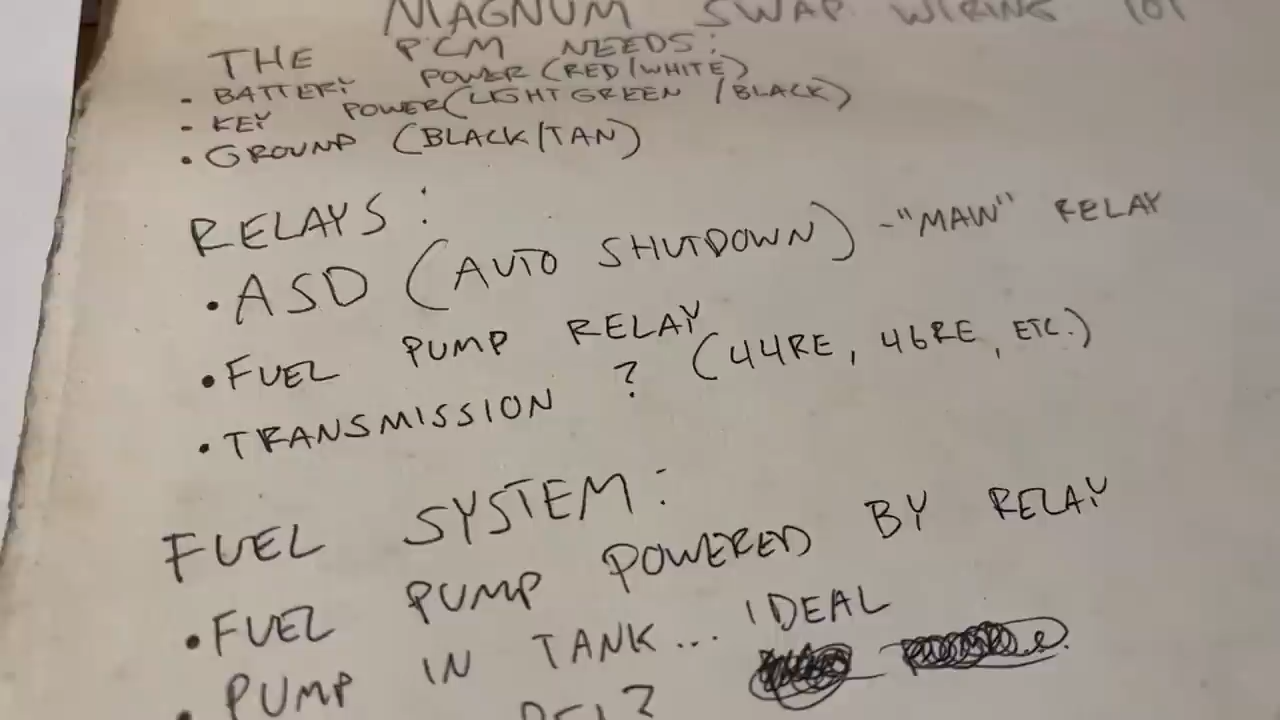 MAGNUM SWAP WIRING 101
THE PCM NEEDS:
- BATTERY POWER (RED/WHITE)
- KEY POWER (LIGHT GREEN/BLACK)
• GROUND (BLACK/TAN)
RELAYS:
• ASD (AUTO SHUTDOWN) - "MAIN" RELAY
• FUEL PUMP RELAY
• TRANSMISSION ? (44RE, 46RE, ETC.)
FUEL SYSTEM:
• FUEL PUMP POWERED BY RELAY
• PUMP IN TANK... IDEAL